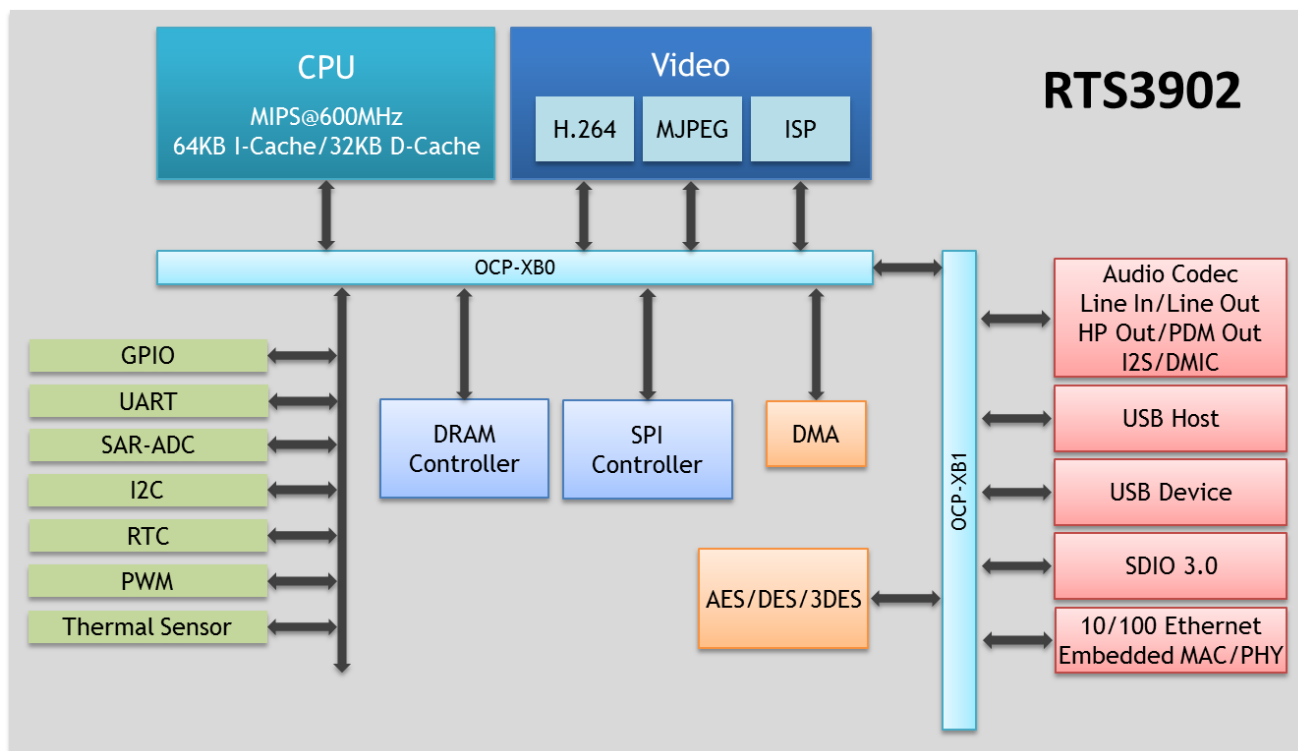 CPU
MIPS@600MHz
64KB I-Cache/32KB D-Cache
Video
H.264
MJPEG
ISP
RTS3902
OCP-XB0
GPIO
UART
SAR-ADC
I2C
RTC
PWM
Thermal Sensor
DRAM
Controller
SPI
Controller
DMA
AES/DES/3DES
OCP-XB1
Audio Codec
Line In/Line Out
HP Out/PDM Out
I2S/DMIC
USB Host
USB Device
SDIO 3.0
10/100 Ethernet
Embedded MAC/PHY